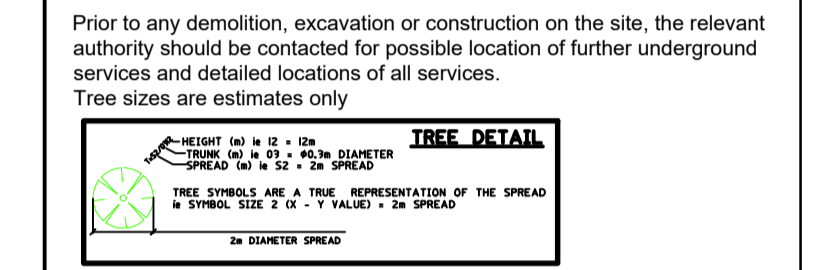 Prior to any demolition, excavation or construction on the site, the relevant
authority should be contacted for possible location of further underground
services and detailed locations of all services.
Tree sizes are estimates only
TREE DETAIL
HEIGHT (m) ie 12 = 12m
TRUNK (m) ie 03 = ø0.3m DIAMETER
SPREAD (m) ie S2 = 2m SPREAD
TREE SYMBOLS ARE A TRUE REPRESENTATION OF THE SPREAD
ie SYMBOL SIZE 2 (X - Y VALUE) = 2m SPREAD
2m DIAMETER SPREAD